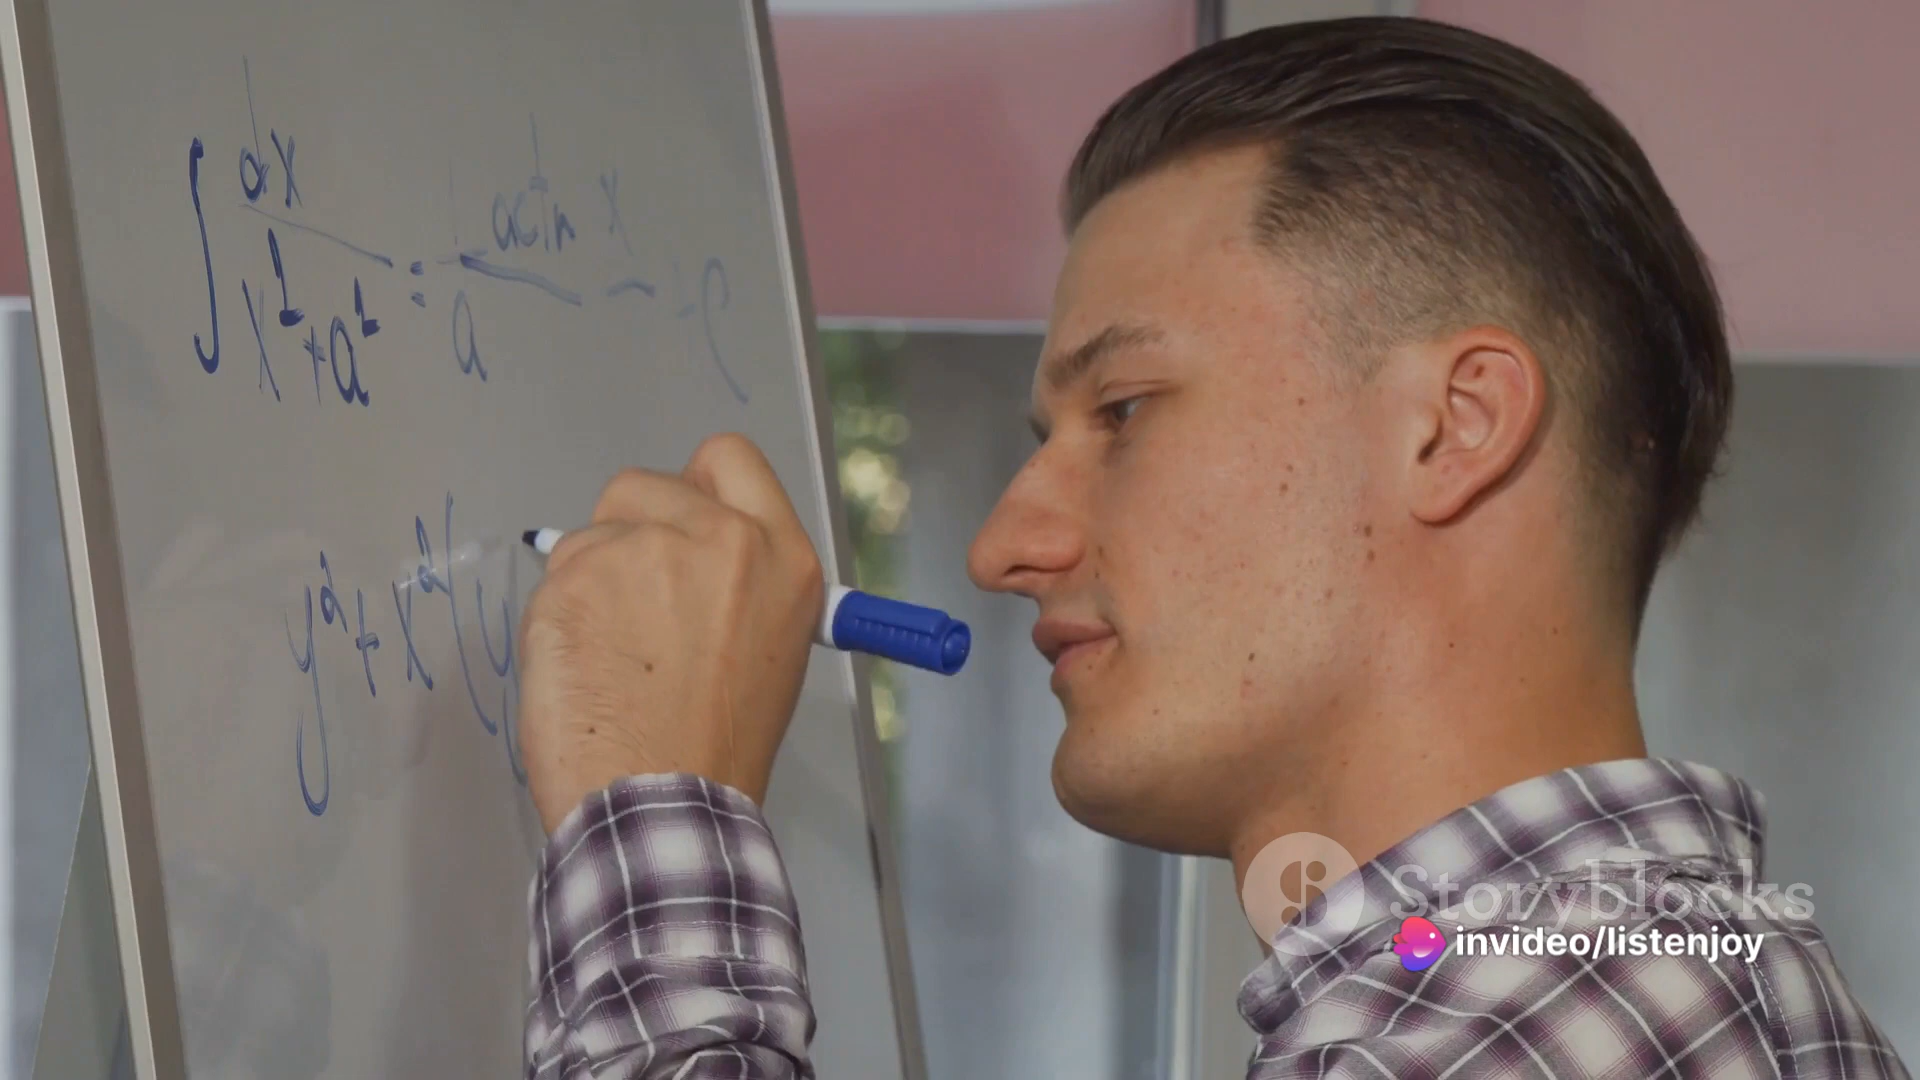 ∫ dx / x² + a² = 1 / a actn x — + C
y² + x² ( y
Storyblocks
invideo/listenjoy